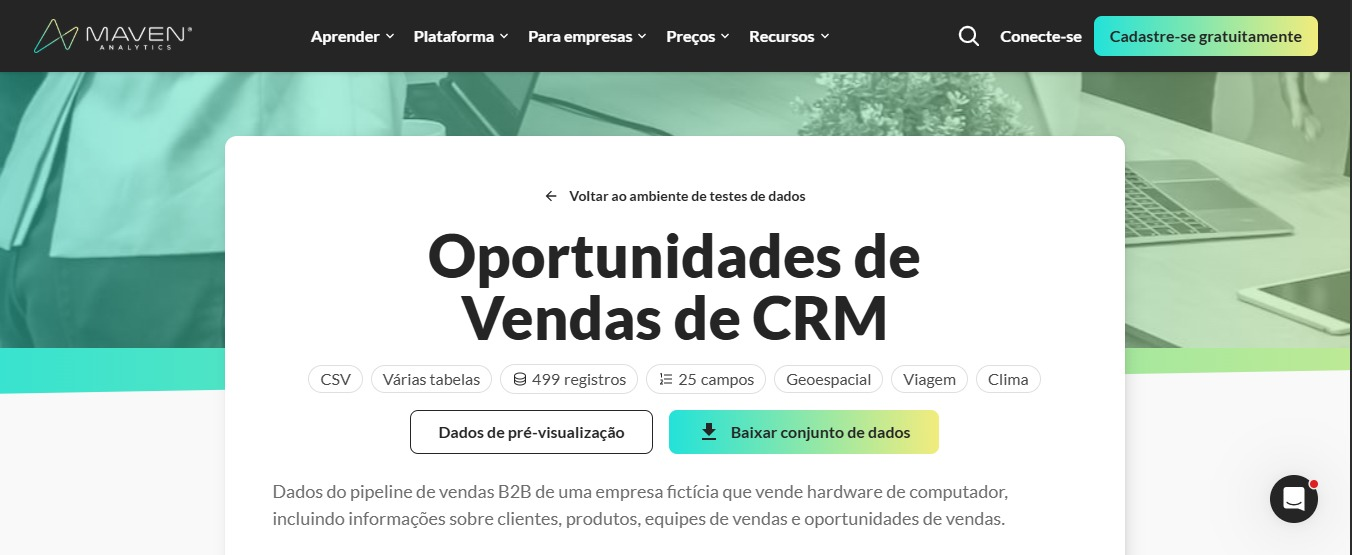 MAVEN ANALYTICS
Aprender Plataforma Para empresas Preços Recursos Conecte-se Cadastre-se gratuitamente
Voltar ao ambiente de testes de dados
Oportunidades de
Vendas de CRM
CSV Várias tabelas 499 registros 25 campos Geoespacial Viagem Clima
Dados de pré-visualização Baixar conjunto de dados
Dados do pipeline de vendas B2B de uma empresa fictícia que vende hardware de computador,
incluindo informações sobre clientes, produtos, equipes de vendas e oportunidades de vendas.